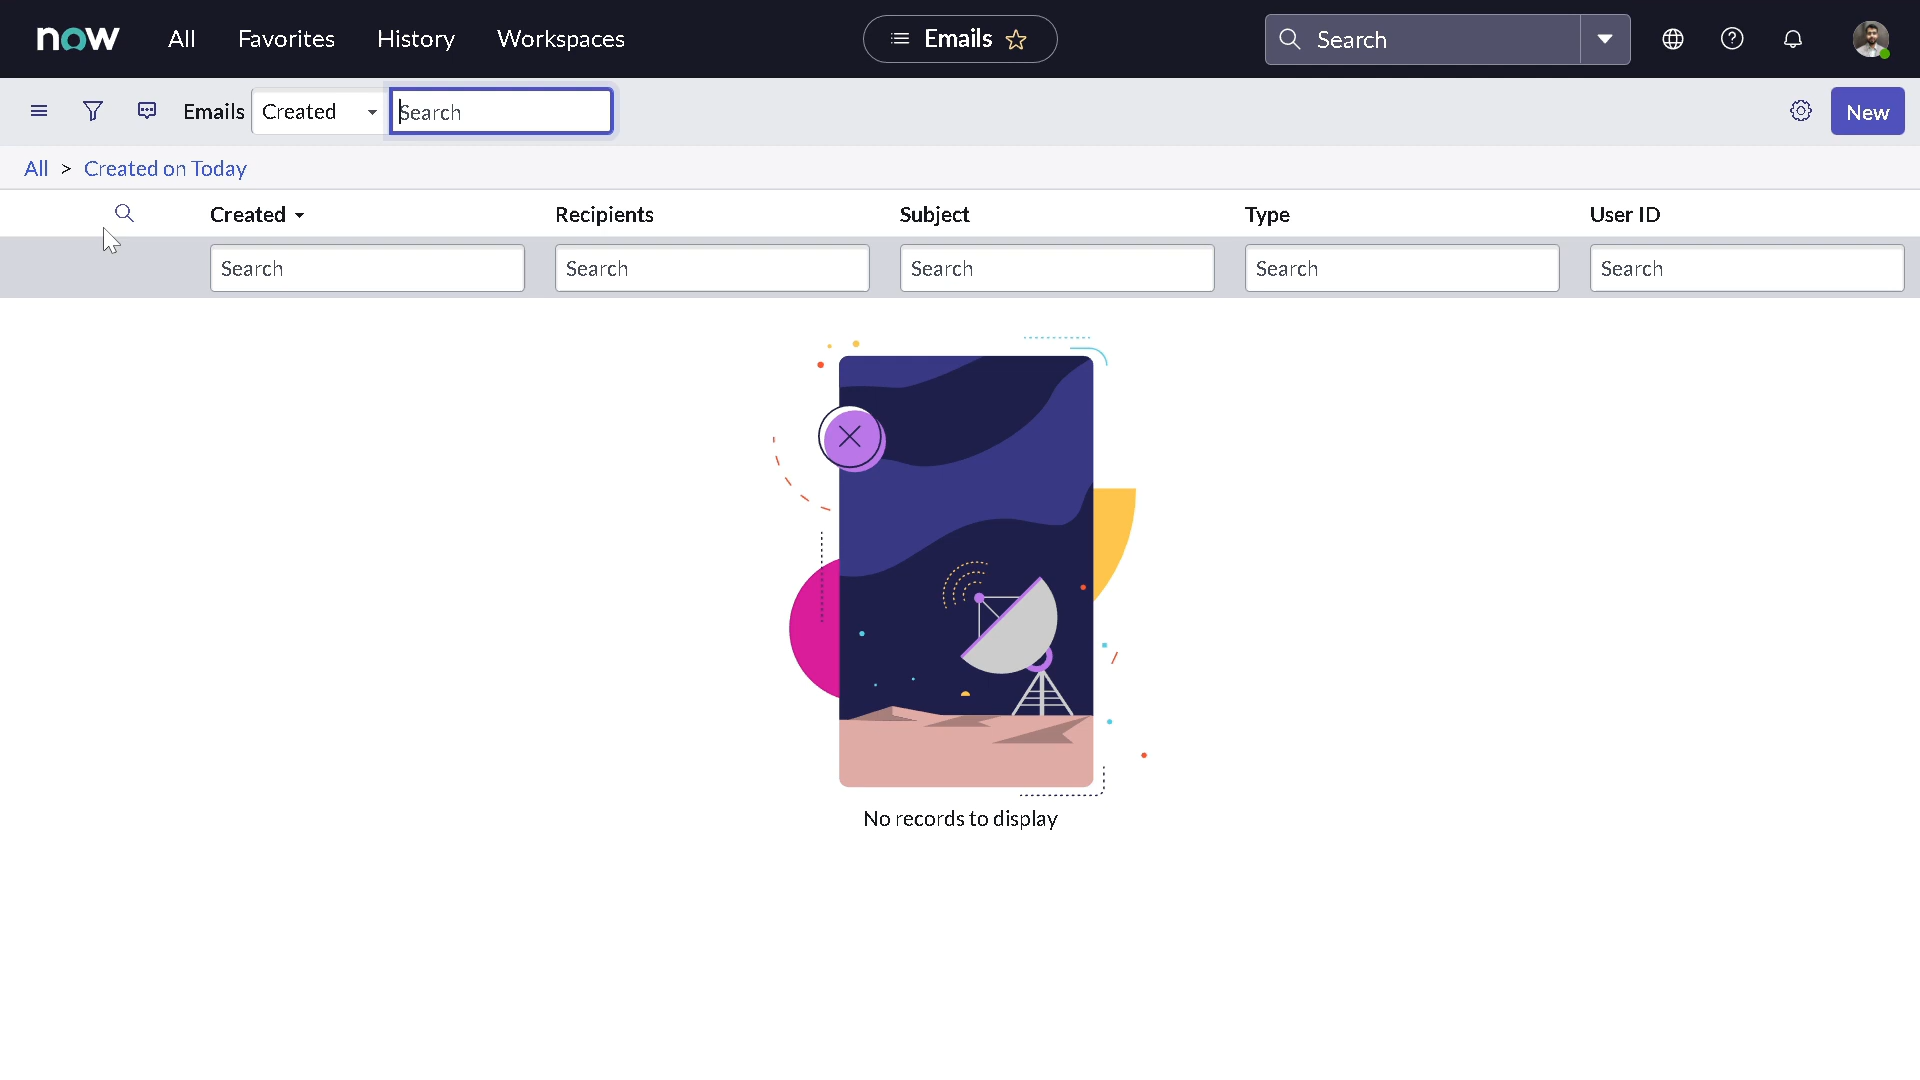 now All Favorites History Workspaces Emails Search
Emails Created Search New
All > Created on Today
Created Recipients Subject Type User ID
Search Search Search Search Search
No records to display